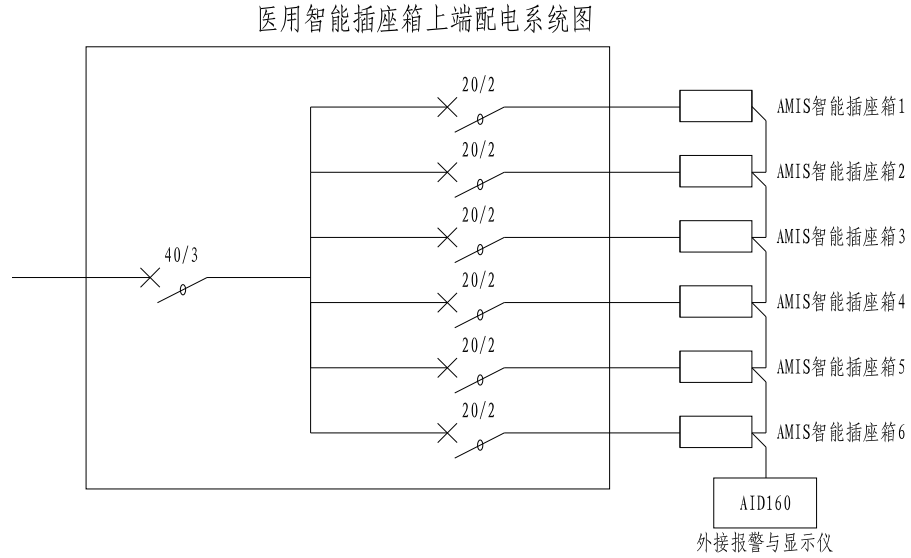 医用智能插座箱上端配电系统图
20/2
AMIS智能插座箱1
20/2
AMIS智能插座箱2
20/2
AMIS智能插座箱3
40/3
20/2
AMIS智能插座箱4
20/2
AMIS智能插座箱5
20/2
AMIS智能插座箱6
AID160
外接报警与显示仪